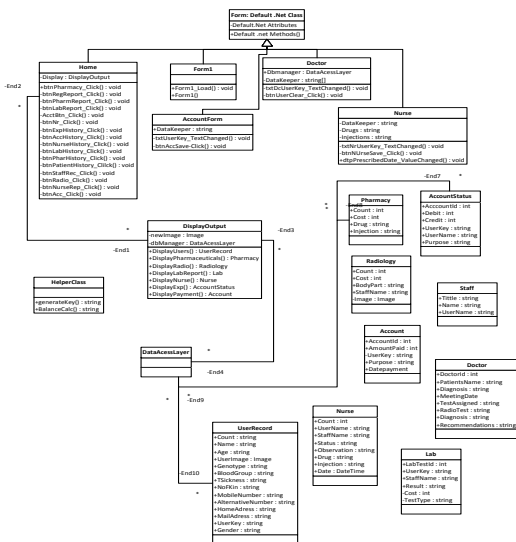 Form: Default .Net Class
-Default.Net Attributes
+Default .net Methods()
Home
-Display : DisplayOutput
+btnPharmacy_Click() : void
-btnRegReport_Click() : void
-btnPharmReport_Click() : void
-btnLabReport_Click() : void
-AcctBtn_Click() : void
-btnNr_Click() : void
-btnExpHistory_Click() : void
-btnAccHistory_Click() : void
-btnNurseHistory_Click() : void
-btnLabHistory_Click() : void
-btnPharHistory_Click() : void
-btnPatientHistory_Click() : void
-btnStaffRec_Click() : void
-btnRadio_Click() : void
-btnNurseRep_Click() : void
-btnAcc_Click() : void
Form1
-Form1_Load() : void
+Form1()
Doctor
+Dbmanager : DataAcessLayer
-DataKeeper : string[]
-txtDcUserKey_TextChanged() : void
-btnUserClear_Click() : void
AccountForm
+DataKeeper : string
-txtUserKey_TextChanged() : void
-btnAccSave-Click() : void
Nurse
-DataKeeper : string
-Drugs : string
-Injections : string
-txtNrUserKey_TextChanged() : void
-btnNUrseSave_Click() : void
+dtpPrescribedDate_ValueChanged() : void
-End2
*
-End1
*
DisplayOutput
-newImage : Image
-dbManager : DataAcessLayer
+DisplayUsers() : UserRecord
+DisplayPharmaceuticals() : Pharmacy
+DisplayRadio() : Radiology
+DisplayLabReport() : Lab
+DisplayNurse() : Nurse
+DisplayExp() : AccountStatus
+DisplayPayment() : Account
-End3
*
-End7
*
*
Pharmacy
+Count : int
+Cost : int
+Drug : string
+Injection : string
AccountStatus
+AcccountId : int
+Debit : int
+Credit : int
+UserKey : string
+UserName : string
+Purpose : string
Radiology
+Count : int
+Cost : int
+BodyPart : string
+StaffName : string
-Image : Image
HelperClass
+generateKey() : string
+BalanceCalc() : string
Staff
+Tittle : string
+Name : string
+UserName : string
Account
+AccountId : int
+AmountPaid : int
-UserKey : string
+Purpose : string
+Datepayment
DataAcessLayer
*
-End4
* *
-End9
Doctor
+DoctorId : int
+PatientsName : string
+Diagnosis : string
+MeetingDate
+TestAssigned : string
+RadioTest : string
+Diagnosis : string
+Recommendations : string
UserRecord
+Count : string
+Name : string
+Age : string
+UserImage : Image
+Genotype : string
+BloodGroup : string
+TSickness : string
+NoFKin : string
+MobileNumber : string
+AlternativeNumber : string
+HomeAdress : string
+MailAdress : string
+UserKey : string
+Gender : string
-End10
*
Nurse
+Count : int
+UserName : string
+StaffName : string
+Status : string
+Observation : string
+Drug : string
+Injection : string
+Date : DateTime
Lab
+LabTestId : int
+UserKey : string
+StaffName : string
+Result : string
-Cost : int
-TestType : string